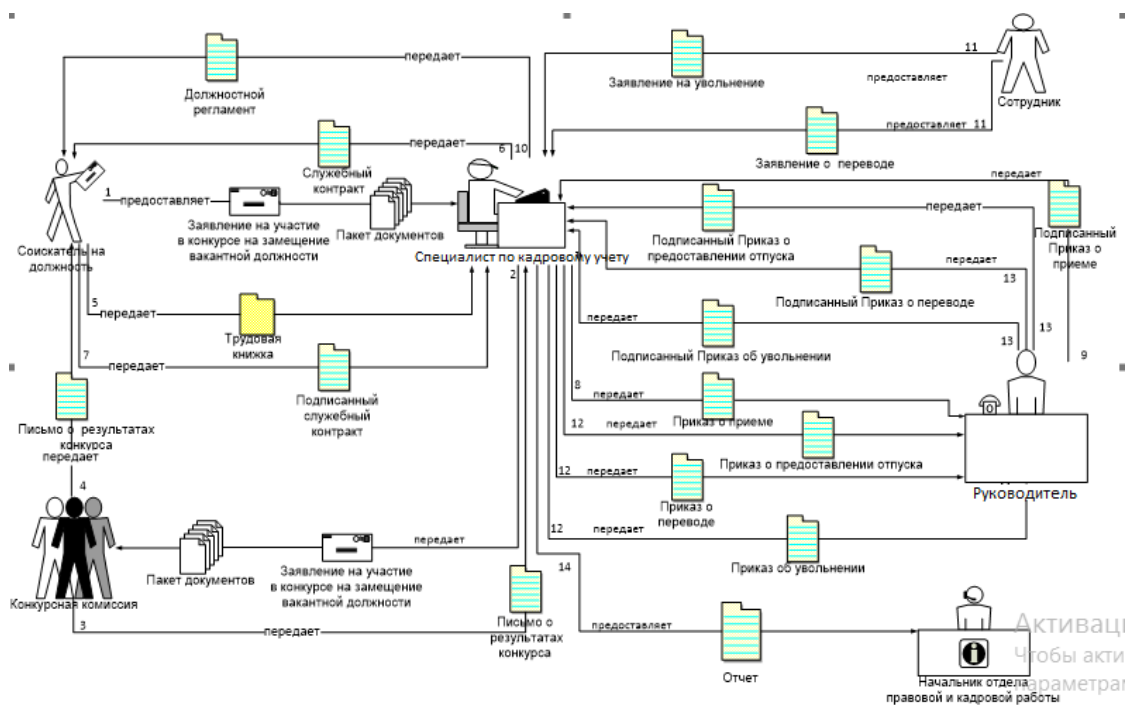 передает
11
Заявление на увольнение
предоставляет
Сотрудник
Должностной
регламент
предоставляет 11
Заявление о переводе
передает
6 10
Служебный
контракт
передает
1
предоставляет
Заявление на участие
в конкурсе на замещение
вакантной должности
Пакет документов
Соискатель на
должность
Специалист по кадровому учету
2
передает
Подписанный Приказ о
предоставлении отпуска
Подписанный
Приказ о
приеме
передает
13
Подписанный Приказ о переводе
5
передает
Трудовая
книжка
передает
Подписанный Приказ об увольнении
13
13
9
7
передает
Подписанный
служебный
контракт
8
передает
Приказ о приеме
12
передает
Приказ о предоставлении отпуска
12
передает
Приказ о
переводе
Руководитель
Письмо о результатах
конкурса
передает
4
12
передает
Приказ об увольнении
Конкурсная комиссия
Пакет документов
Заявление на участие
в конкурсе на замещение
вакантной должности
передает
14
3
передает
Письмо о
результатах
конкурса
предоставляет
Отчет
Начальник отдела
правовой и кадровой работы
Активаци
Чтобы акти
параметрам